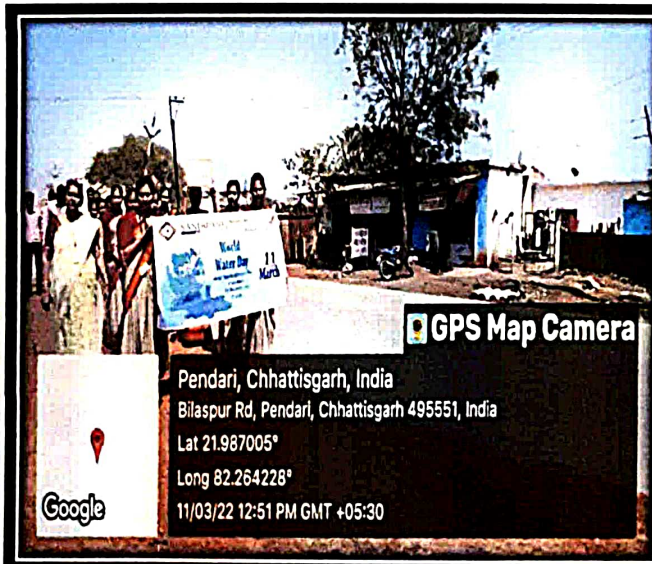 World
Water Day
11
March
GPS Map Camera
Pendari, Chhattisgarh, India
Bilaspur Rd, Pendari, Chhattisgarh 495551, India
Lat 21.987005°
Long 82.264228°
11/03/22 12:51 PM GMT +05:30
Google